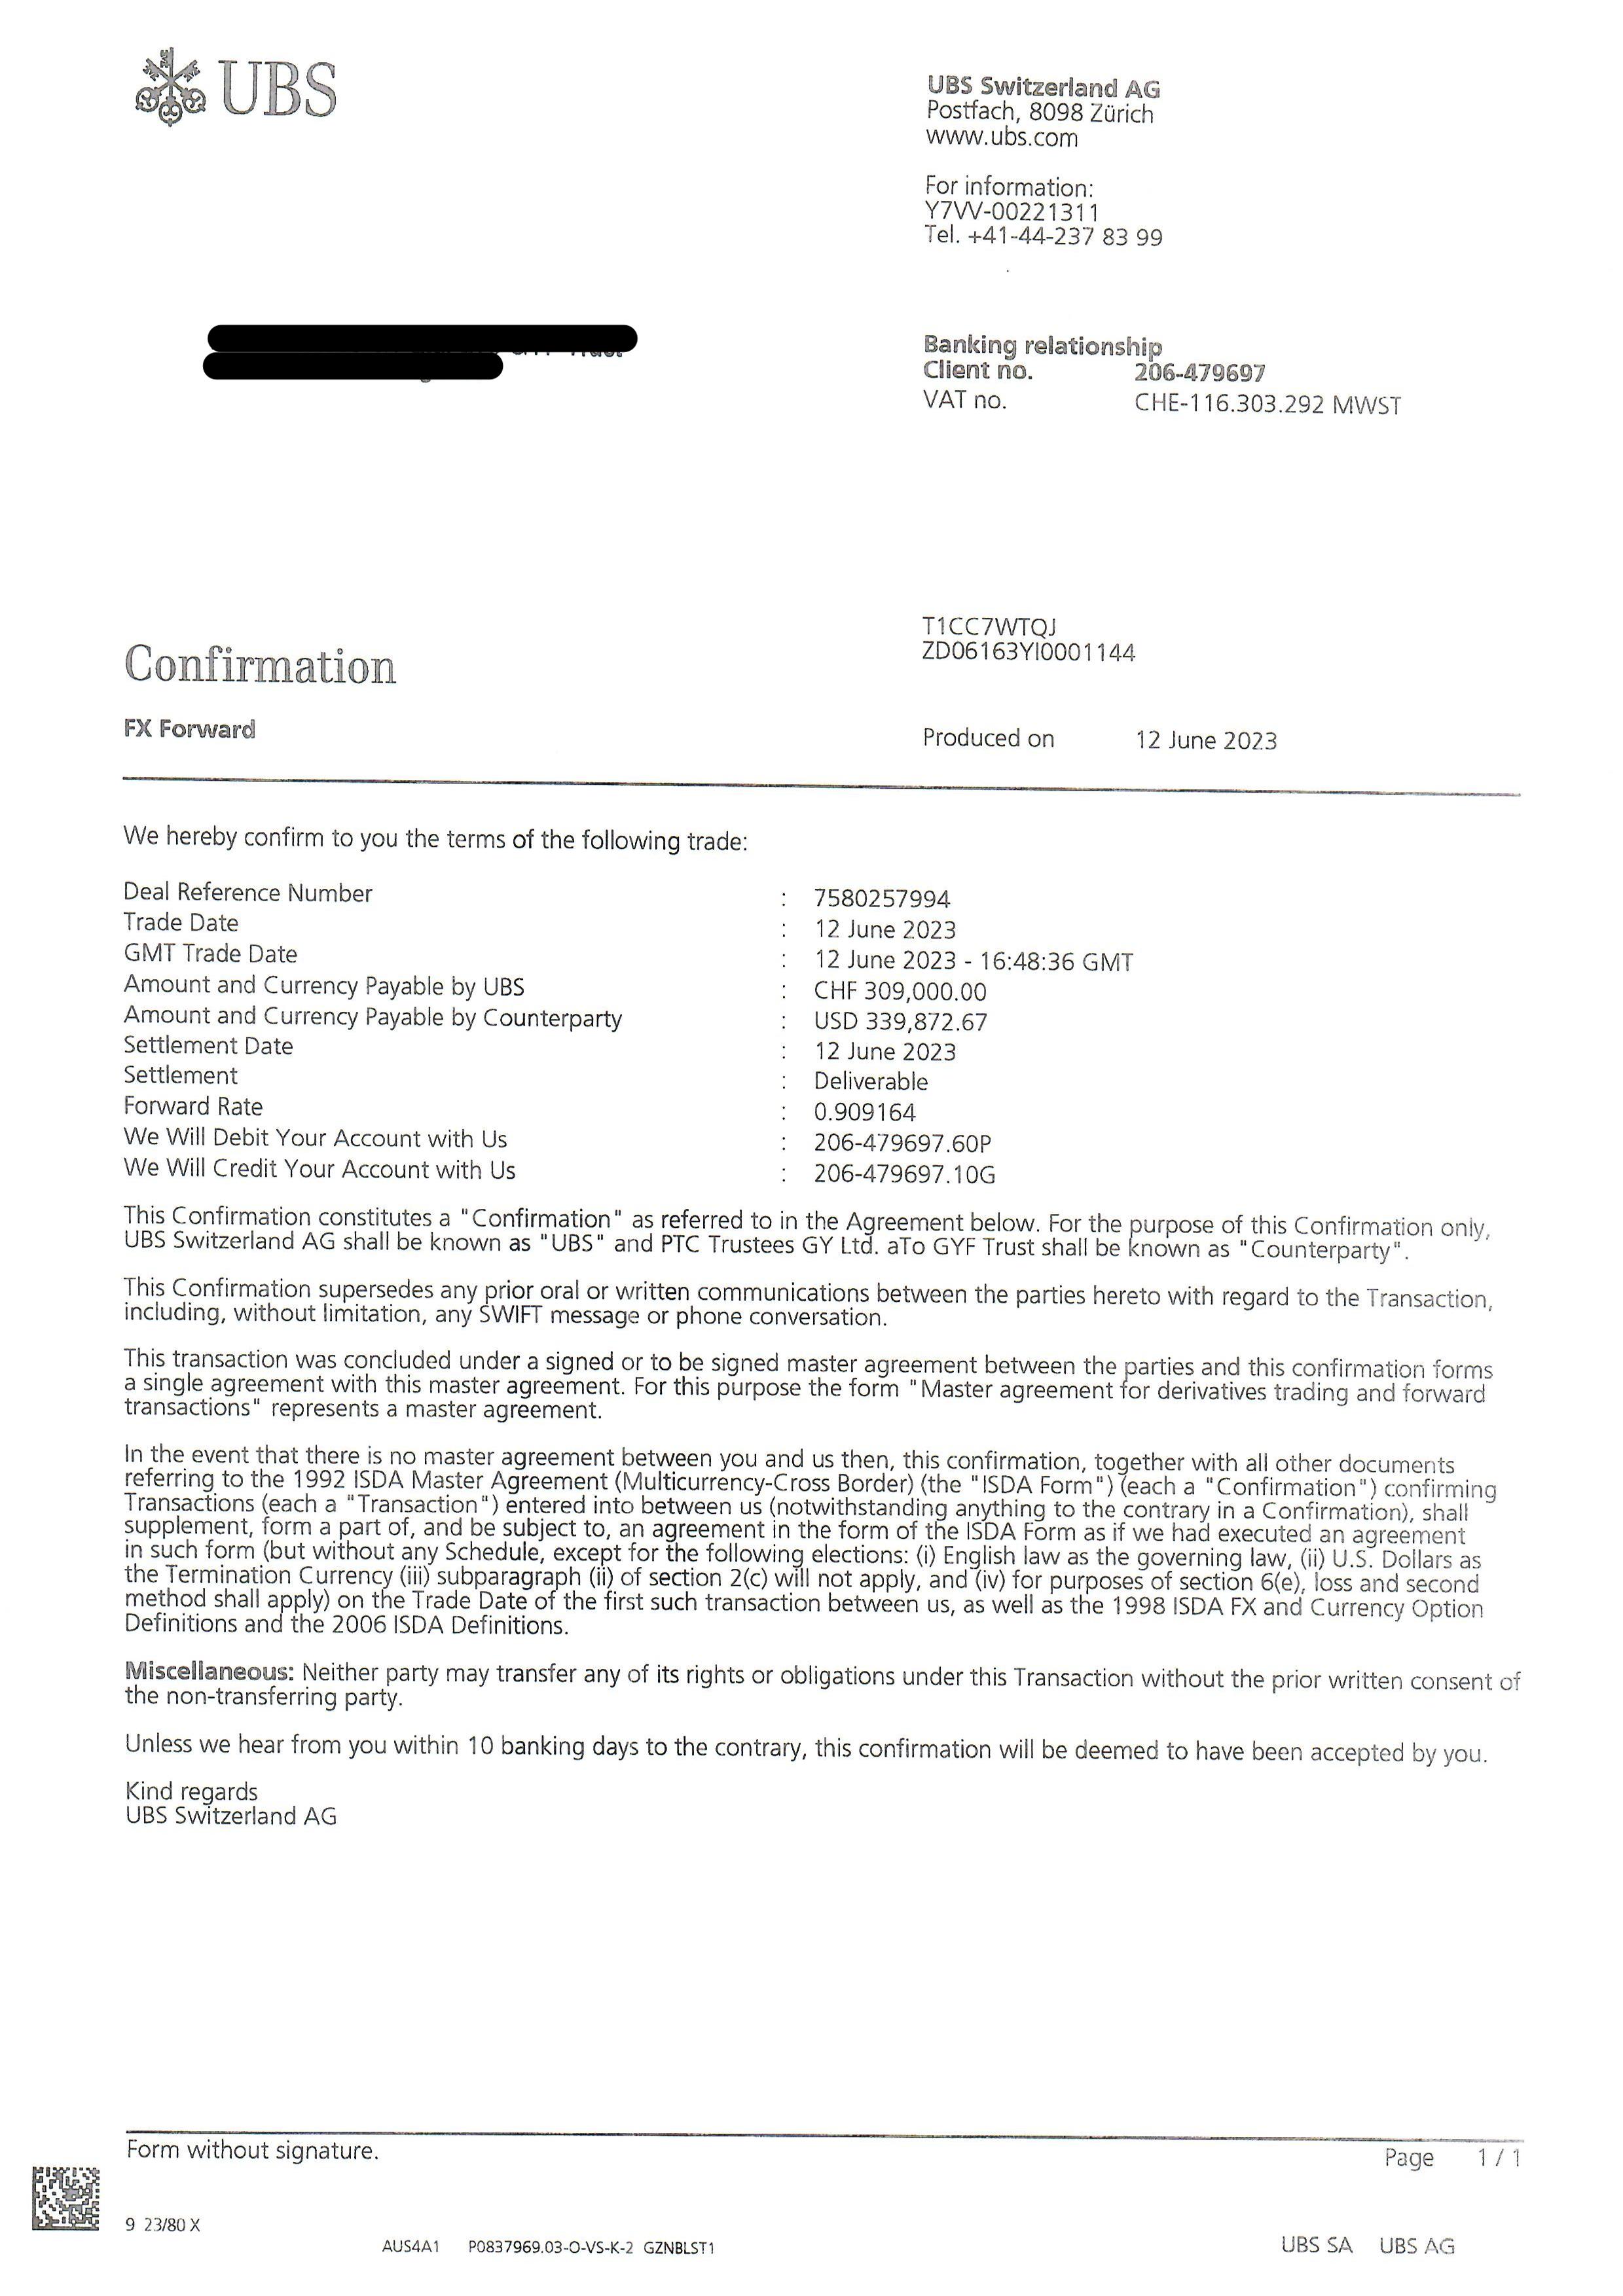 UBS
UBS Switzerland AG
Postfach, 8098 Zürich
www.ubs.com
For information:
Y7VV-00221311
Tel. +41-44-237 83 99
Banking relationship
Client no. 206-479697
VAT no. CHE-116.303.292 MWST
T1CC7WTQJ
ZD06163YI0001144
Confirmation
FX Forward
Produced on 12 June 2023
We hereby confirm to you the terms of the following trade:
Deal Reference Number : 7580257994
Trade Date : 12 June 2023
GMT Trade Date : 12 June 2023 - 16:48:36 GMT
Amount and Currency Payable by UBS : CHF 309,000.00
Amount and Currency Payable by Counterparty : USD 339,872.67
Settlement Date : 12 June 2023
Settlement : Deliverable
Forward Rate : 0.909164
We Will Debit Your Account with Us : 206-479697.60P
We Will Credit Your Account with Us : 206-479697.10G
This Confirmation constitutes a "Confirmation" as referred to in the Agreement below. For the purpose of this Confirmation only,
UBS Switzerland AG shall be known as "UBS" and PTC Trustees GY Ltd. aTo GYF Trust shall be known as "Counterparty".
This Confirmation supersedes any prior oral or written communications between the parties hereto with regard to the Transaction,
including, without limitation, any SWIFT message or phone conversation.
This transaction was concluded under a signed or to be signed master agreement between the parties and this confirmation forms
a single agreement with this master agreement. For this purpose the form "Master agreement for derivatives trading and forward
transactions" represents a master agreement.
In the event that there is no master agreement between you and us then, this confirmation, together with all other documents
referring to the 1992 ISDA Master Agreement (Multicurrency-Cross Border) (the "ISDA Form") (each a "Confirmation") confirming
Transactions (each a "Transaction") entered into between us (notwithstanding anything to the contrary in a Confirmation), shall
supplement, form a part of, and be subject to, an agreement in the form of the ISDA Form as if we had executed an agreement
in such form (but without any Schedule, except for the following elections: (i) English law as the governing law, (ii) U.S. Dollars as
the Termination Currency (iii) subparagraph (ii) of section 2(c) will not apply, and (iv) for purposes of section 6(e), loss and second
method shall apply) on the Trade Date of the first such transaction between us, as well as the 1998 ISDA FX and Currency Option
Definitions and the 2006 ISDA Definitions.
Miscellaneous: Neither party may transfer any of its rights or obligations under this Transaction without the prior written consent of
the non-transferring party.
Unless we hear from you within 10 banking days to the contrary, this confirmation will be deemed to have been accepted by you.
Kind regards
UBS Switzerland AG
Form without signature.
Page 1 / 1
9 23/80 X
AUS4A1 P0837969.03-O-VS-K-2 GZNBLST1
UBS SA UBS AG